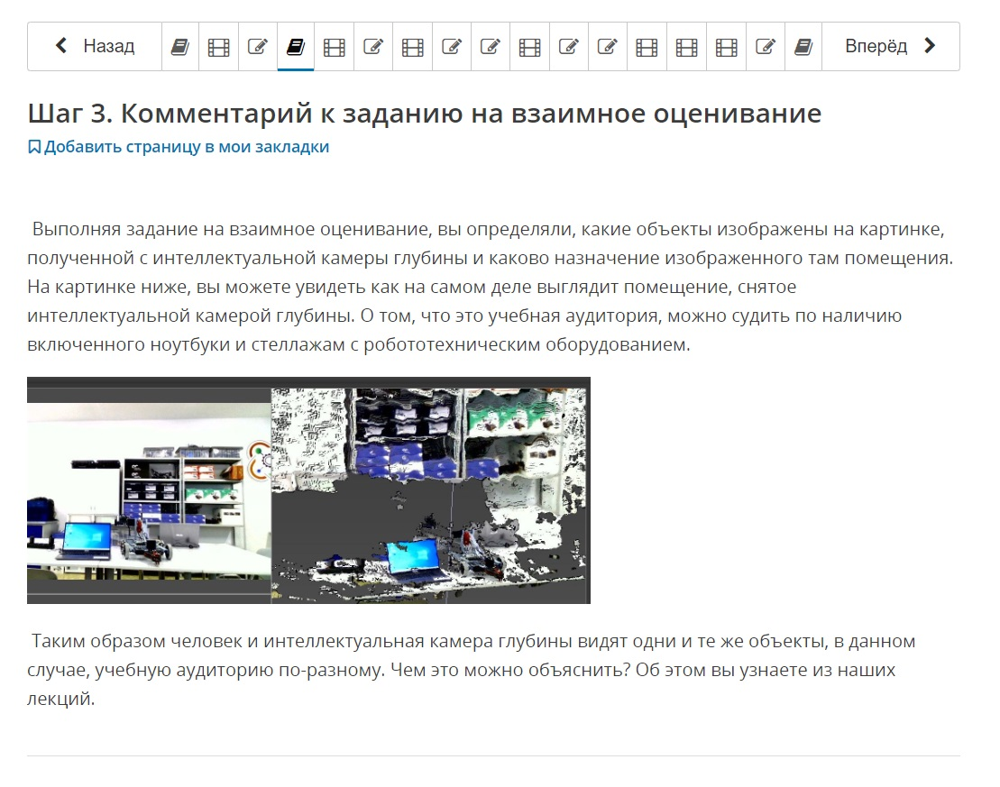 Назад
Вперёд
Шаг 3. Комментарий к заданию на взаимное оценивание
Добавить страницу в мои закладки
Выполняя задание на взаимное оценивание, вы определяли, какие объекты изображены на картинке,
полученной с интеллектуальной камеры глубины и каково назначение изображенного там помещения.
На картинке ниже, вы можете увидеть как на самом деле выглядит помещение, снятое
интеллектуальной камерой глубины. О том, что это учебная аудитория, можно судить по наличию
включенного ноутбуки и стеллажам с робототехническим оборудованием.
Таким образом человек и интеллектуальная камера глубины видят одни и те же объекты, в данном
случае, учебную аудиторию по-разному. Чем это можно объяснить? Об этом вы узнаете из наших
лекций.